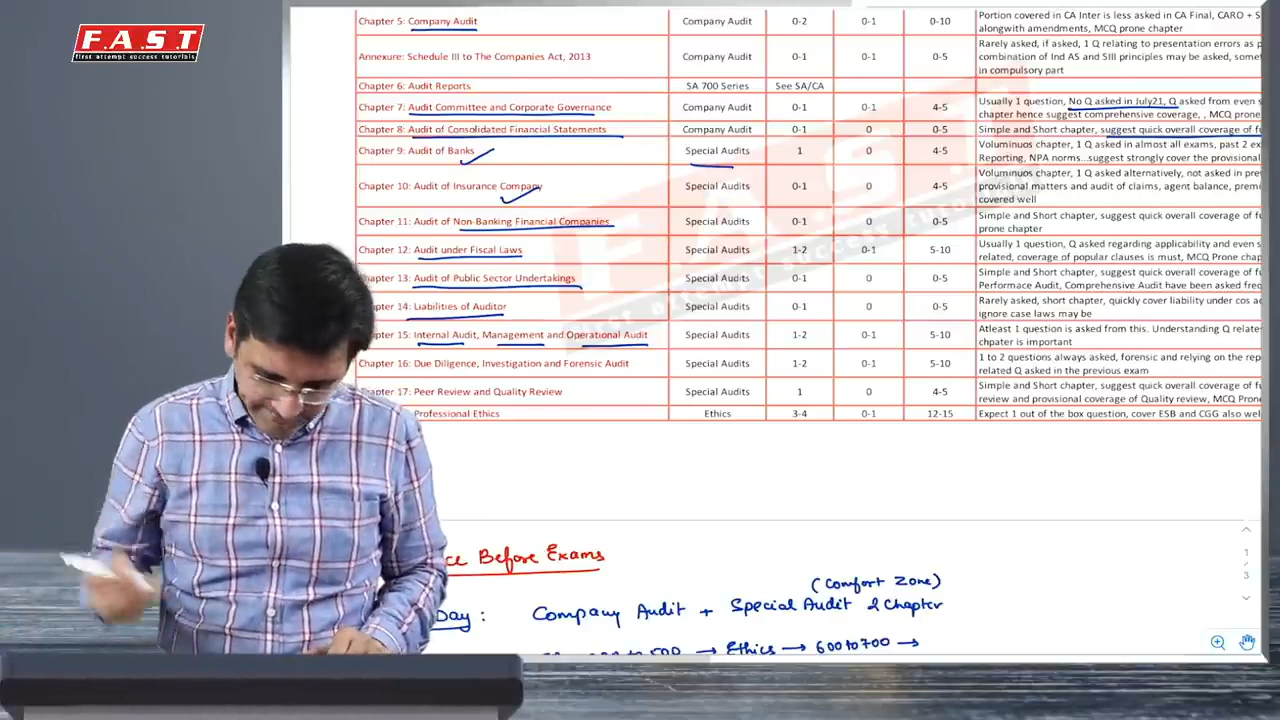 F.A.S.T
first attempt success tutorials
Chapter 5: Company Audit Company Audit 0-2 0-1 0-10 Portion covered in CA Inter is less asked in CA Final, CARO + S
alongwith amendments, MCQ prone chapter
Annexure: Schedule III to The Companies Act, 2013 Company Audit 0-1 0-1 0-5 Rarely asked, if asked, 1 Q relating to presentation errors as p
combination of Ind AS and SIII principles may be asked, some
in compulsory part
Chapter 6: Audit Reports SA 700 Series See SA/CA
Chapter 7: Audit Committee and Corporate Governance Company Audit 0-1 0-1 4-5 Usually 1 question, No Q asked in July21, Q asked from even s
chapter hence suggest comprehensive coverage, , MCQ prone
Chapter 8: Audit of Consolidated Financial Statements Company Audit 0-1 0 0-5 Simple and Short chapter, suggest quick overall coverage of fu
Chapter 9: Audit of Banks Special Audits 1 0 4-5 Voluminuos chapter, 1 Q asked in almost all exams, past 2 ex
Reporting, NPA norms...suggest strongly cover the provisional
Chapter 10: Audit of Insurance Company Special Audits 0-1 0 4-5 Voluminuos chapter, 1 Q asked alternatively, not asked in prev
provisional matters and audit of claims, agent balance, premi
covered well
Chapter 11: Audit of Non-Banking Financial Companies Special Audits 0-1 0 0-5 Simple and Short chapter, suggest quick overall coverage of fu
prone chapter
Chapter 12: Audit under Fiscal Laws Special Audits 1-2 0-1 5-10 Usually 1 question, Q asked regarding applicability and even s
related, coverage of popular clauses is must, MCQ Prone chap
Chapter 13: Audit of Public Sector Undertakings Special Audits 0-1 0 0-5 Simple and Short chapter, suggest quick overall coverage of fu
Performace Audit, Comprehensive Audit have been asked freq
pter 14: Liabilities of Auditor Special Audits 0-1 0 0-5 Rarely asked, short chapter, quickly cover liability under cos a
ignore case laws may be
pter 15: Internal Audit, Management and Operational Audit Special Audits 1-2 0-1 5-10 Atleast 1 question is asked from this. Understanding Q relate
chpater is important
pter 16: Due Diligence, Investigation and Forensic Audit Special Audits 1-2 0-1 5-10 1 to 2 questions always asked, forensic and relying on the rep
related Q asked in the previous exam
pter 17: Peer Review and Quality Review Special Audits 1 0 4-5 Simple and Short chapter, suggest quick overall coverage of fu
review and provisional coverage of Quality review, MCQ Prone
Professional Ethics Ethics 3-4 0-1 12-15 Expect 1 out of the box question, cover ESB and CGG also wel
ce Before Exams
(Comfort Zone)
Day: Company Audit + Special Audit 2 Chapter
→ Ethics → 600 to 700 →
1
/
3